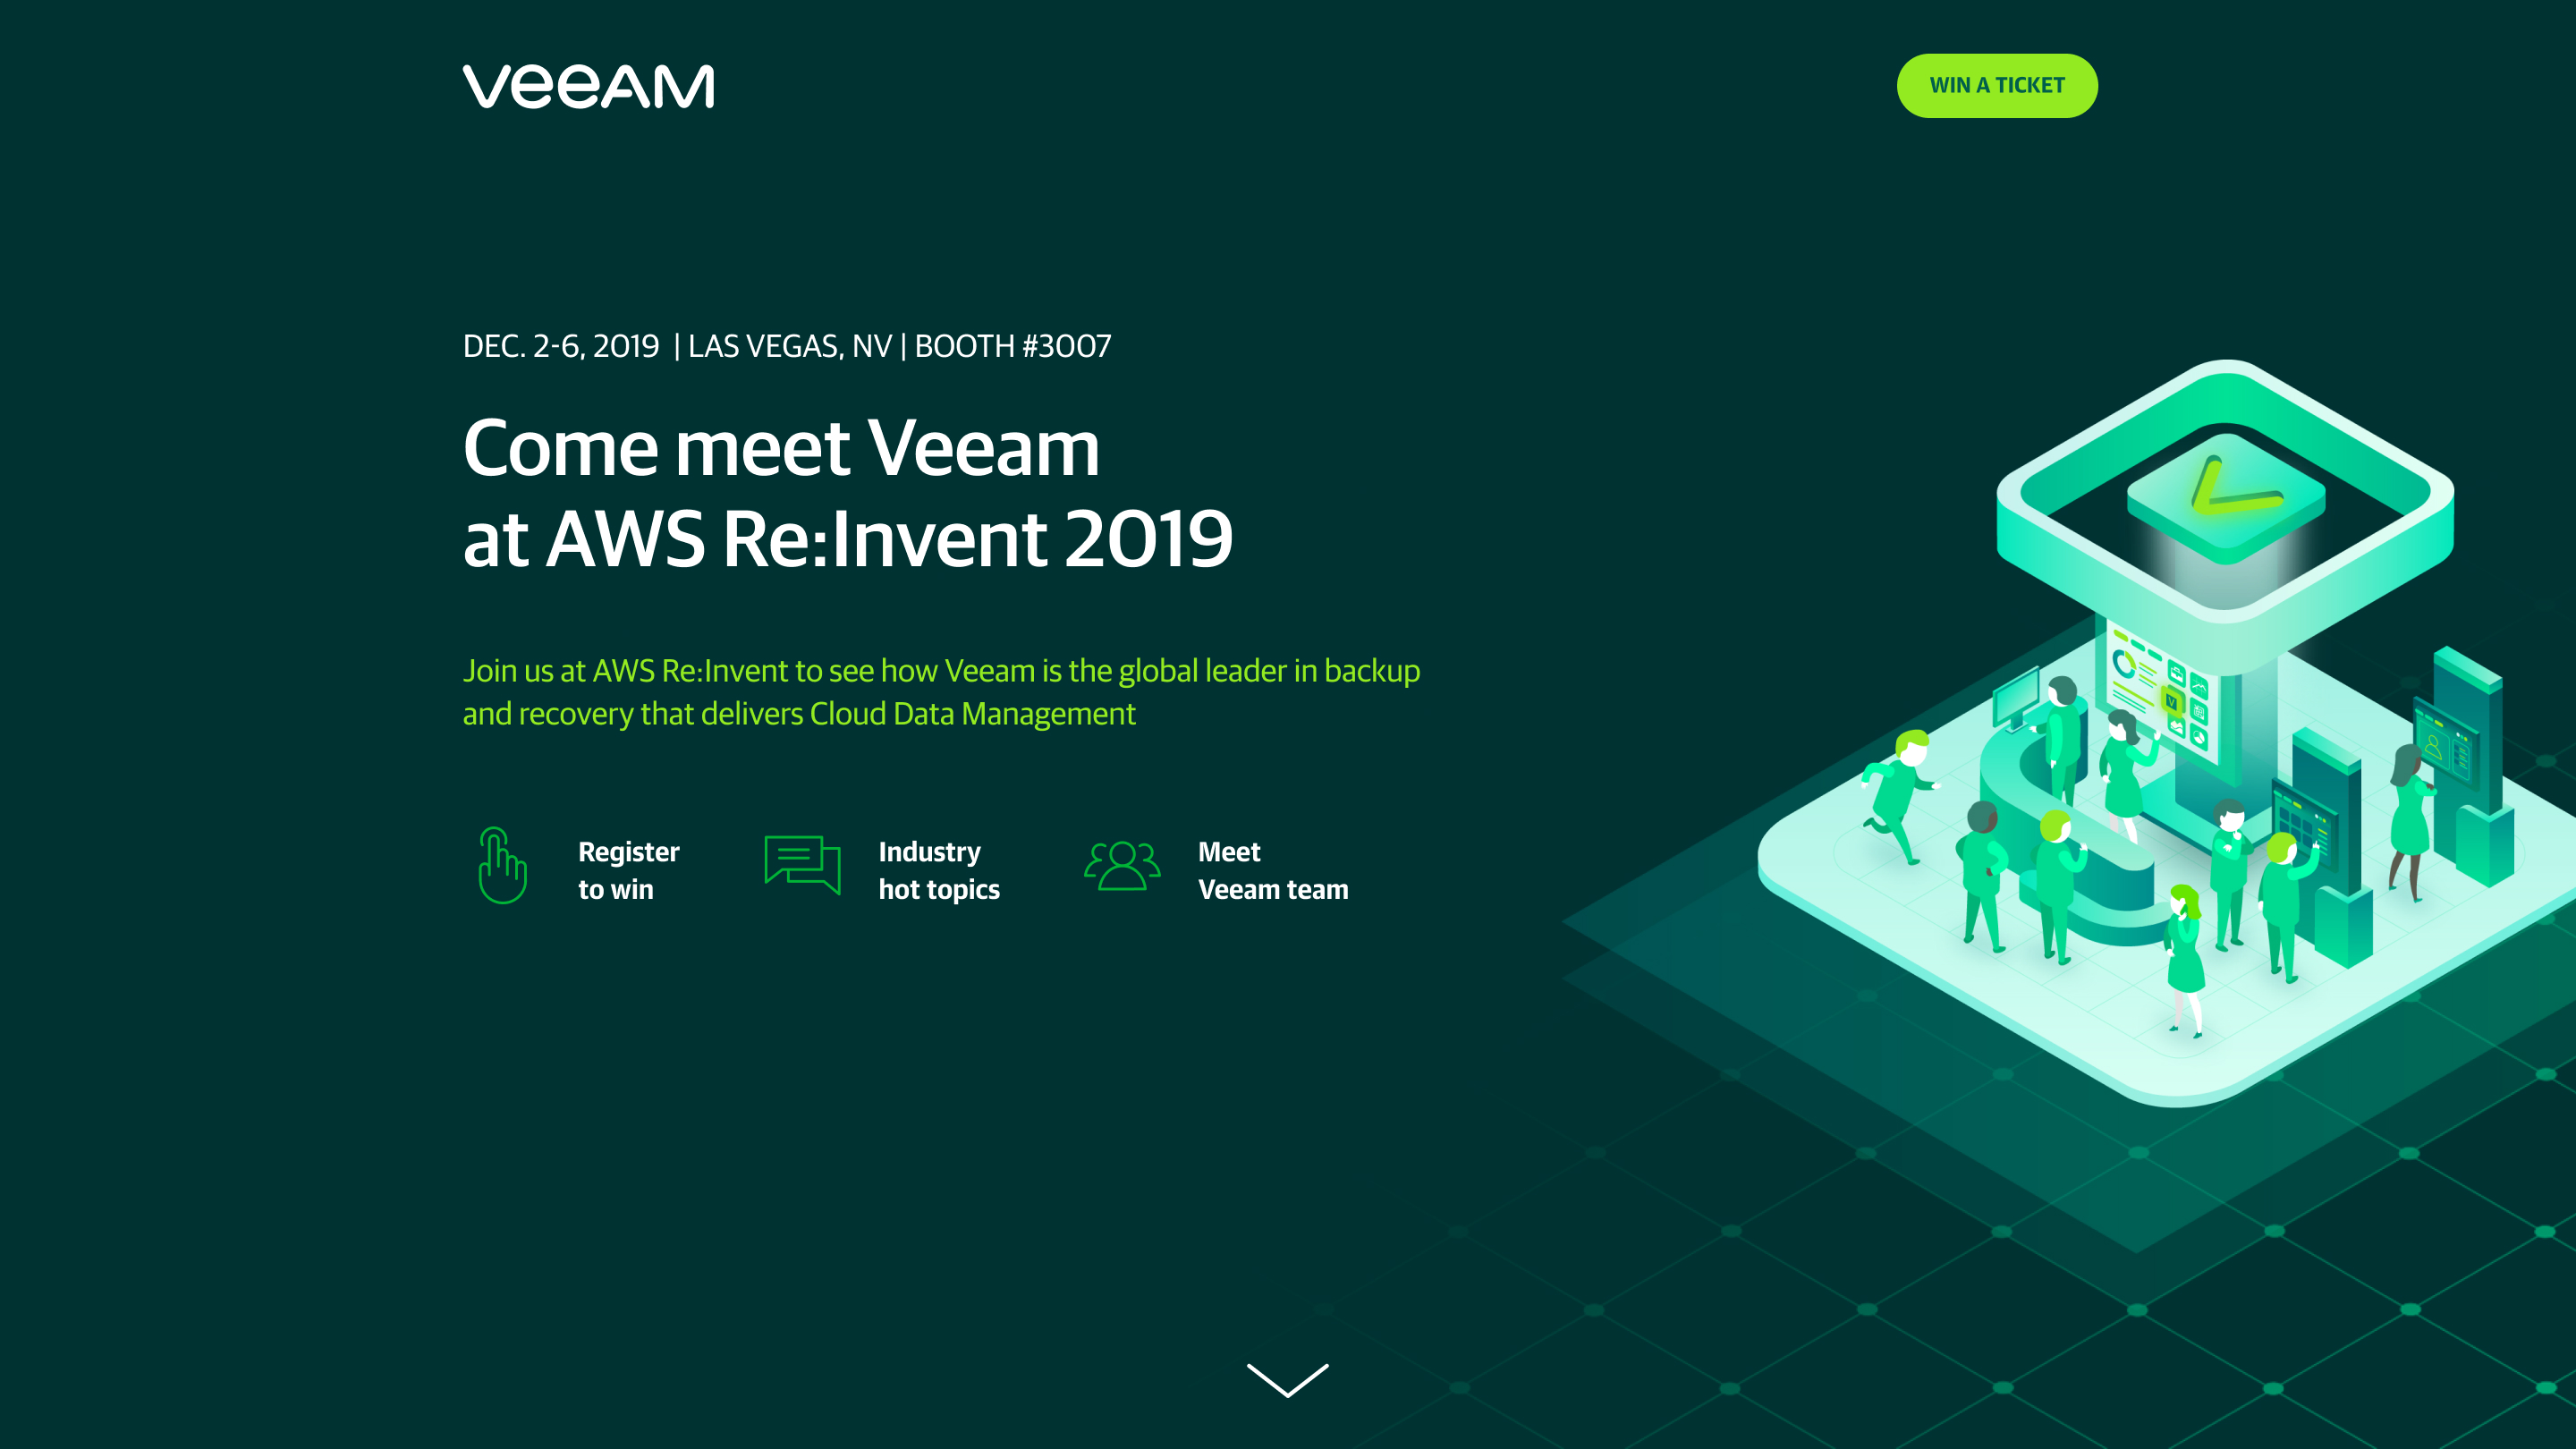 veeAM
WIN A TICKET
DEC. 2-6, 2019 | LAS VEGAS, NV | BOOTH #3007
Come meet Veeam
at AWS Re:Invent 2019
Join us at AWS Re:Invent to see how Veeam is the global leader in backup
and recovery that delivers Cloud Data Management
Register
to win
Industry
hot topics
Meet
Veeam team
V